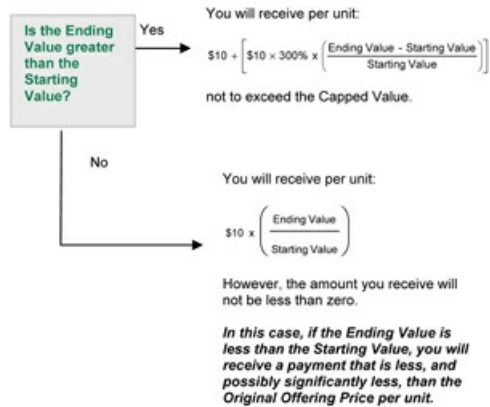 Is the Ending
Value greater
than the
Starting
Value?
Yes
You will receive per unit:
$10 + [ $10 × 300% x ( Ending Value - Starting Value
Starting Value ) ]
not to exceed the Capped Value.
No
You will receive per unit:
$10 x ( Ending Value
Starting Value )
However, the amount you receive will
not be less than zero.
In this case, if the Ending Value is
less than the Starting Value, you will
receive a payment that is less, and
possibly significantly less, than the
Original Offering Price per unit.